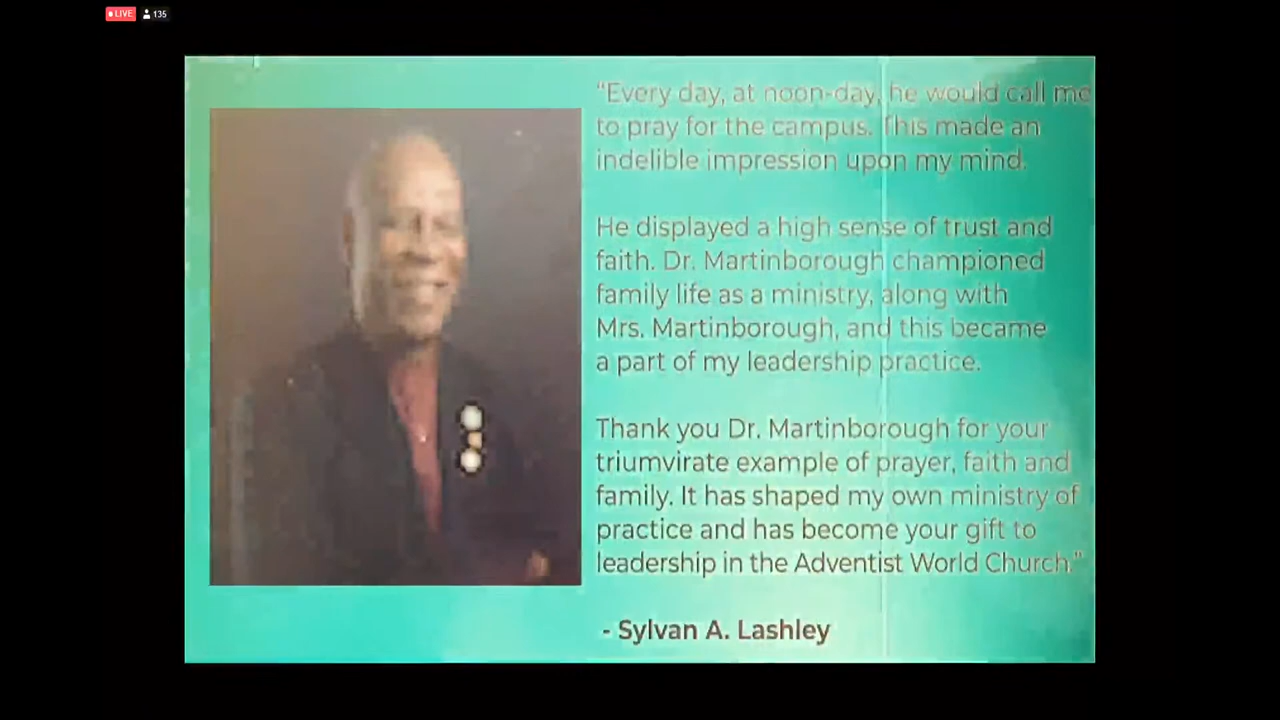 LIVE 135
“Every day, at noon-day, he would call me
to pray for the campus. This made an
indelible impression upon my mind.
He displayed a high sense of trust and
faith. Dr. Martinborough championed
family life as a ministry, along with
Mrs. Martinborough, and this became
a part of my leadership practice.
Thank you Dr. Martinborough for your
triumvirate example of prayer, faith and
family. It has shaped my own ministry of
practice and has become your gift to
leadership in the Adventist World Church.”
- Sylvan A. Lashley